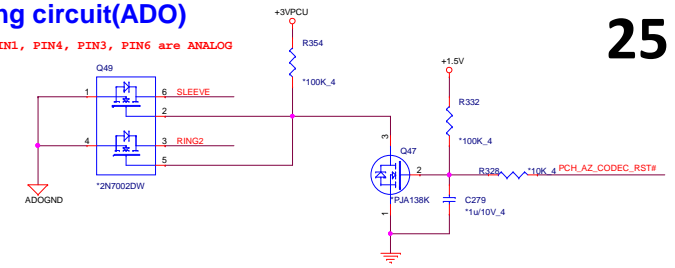 ng circuit(ADO)
25
IN1, PIN4, PIN3, PIN6 are ANALOG
+3VPCU
R354
*100K_4
+1.5V
Q49
1
6
SLEEVE
2
4
3
RING2
5
*2N7002DW
ADOGND
R332
*100K_4
3
Q47
2
R328
*10K_4
PCH_AZ_CODEC_RST#
*PJA138K
1
C279
*1u/10V_4